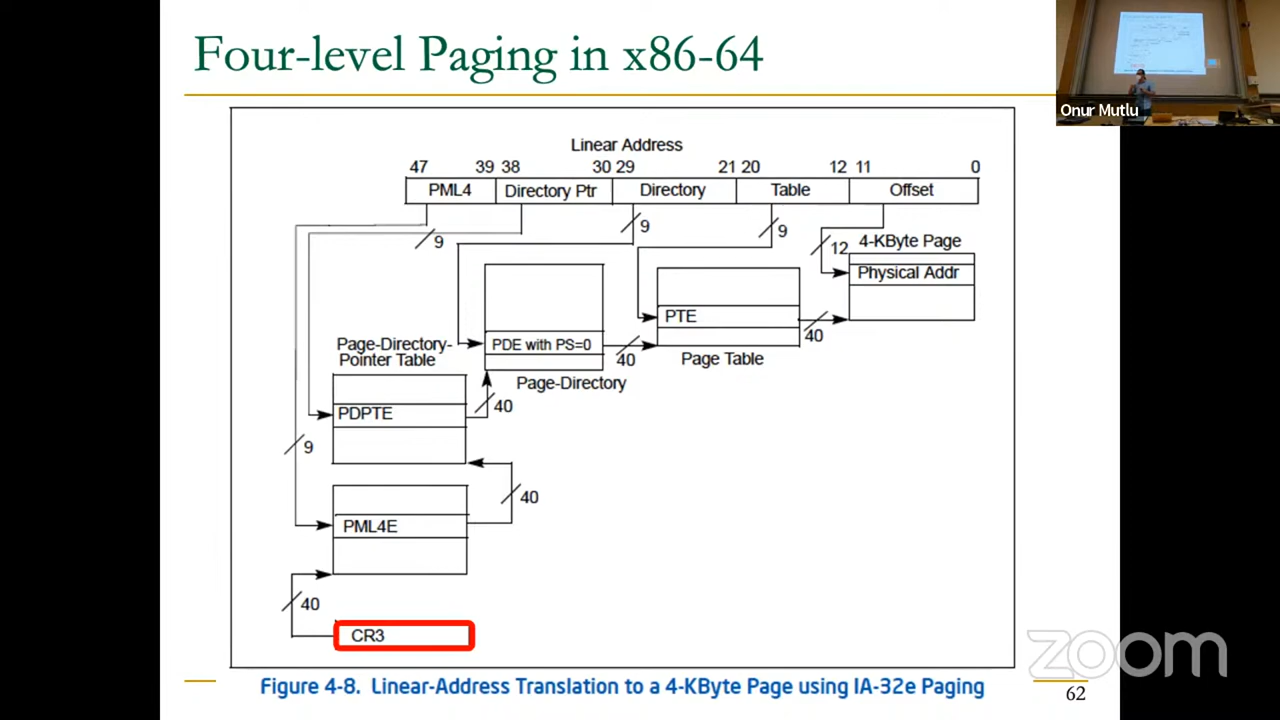 Four-level Paging in x86-64
Onur Mutlu
Linear Address
47 39 38 30 29 21 20 12 11 0
PML4 Directory Ptr Directory Table Offset
9
9
9
12
4-KByte Page
Physical Addr
PTE
40
Page Table
PDE with PS=0
40
Page-Directory
Page-Directory-
Pointer Table
40
PDPTE
9
40
PML4E
40
CR3
zoom
Figure 4-8. Linear-Address Translation to a 4-KByte Page using IA-32e Paging
62